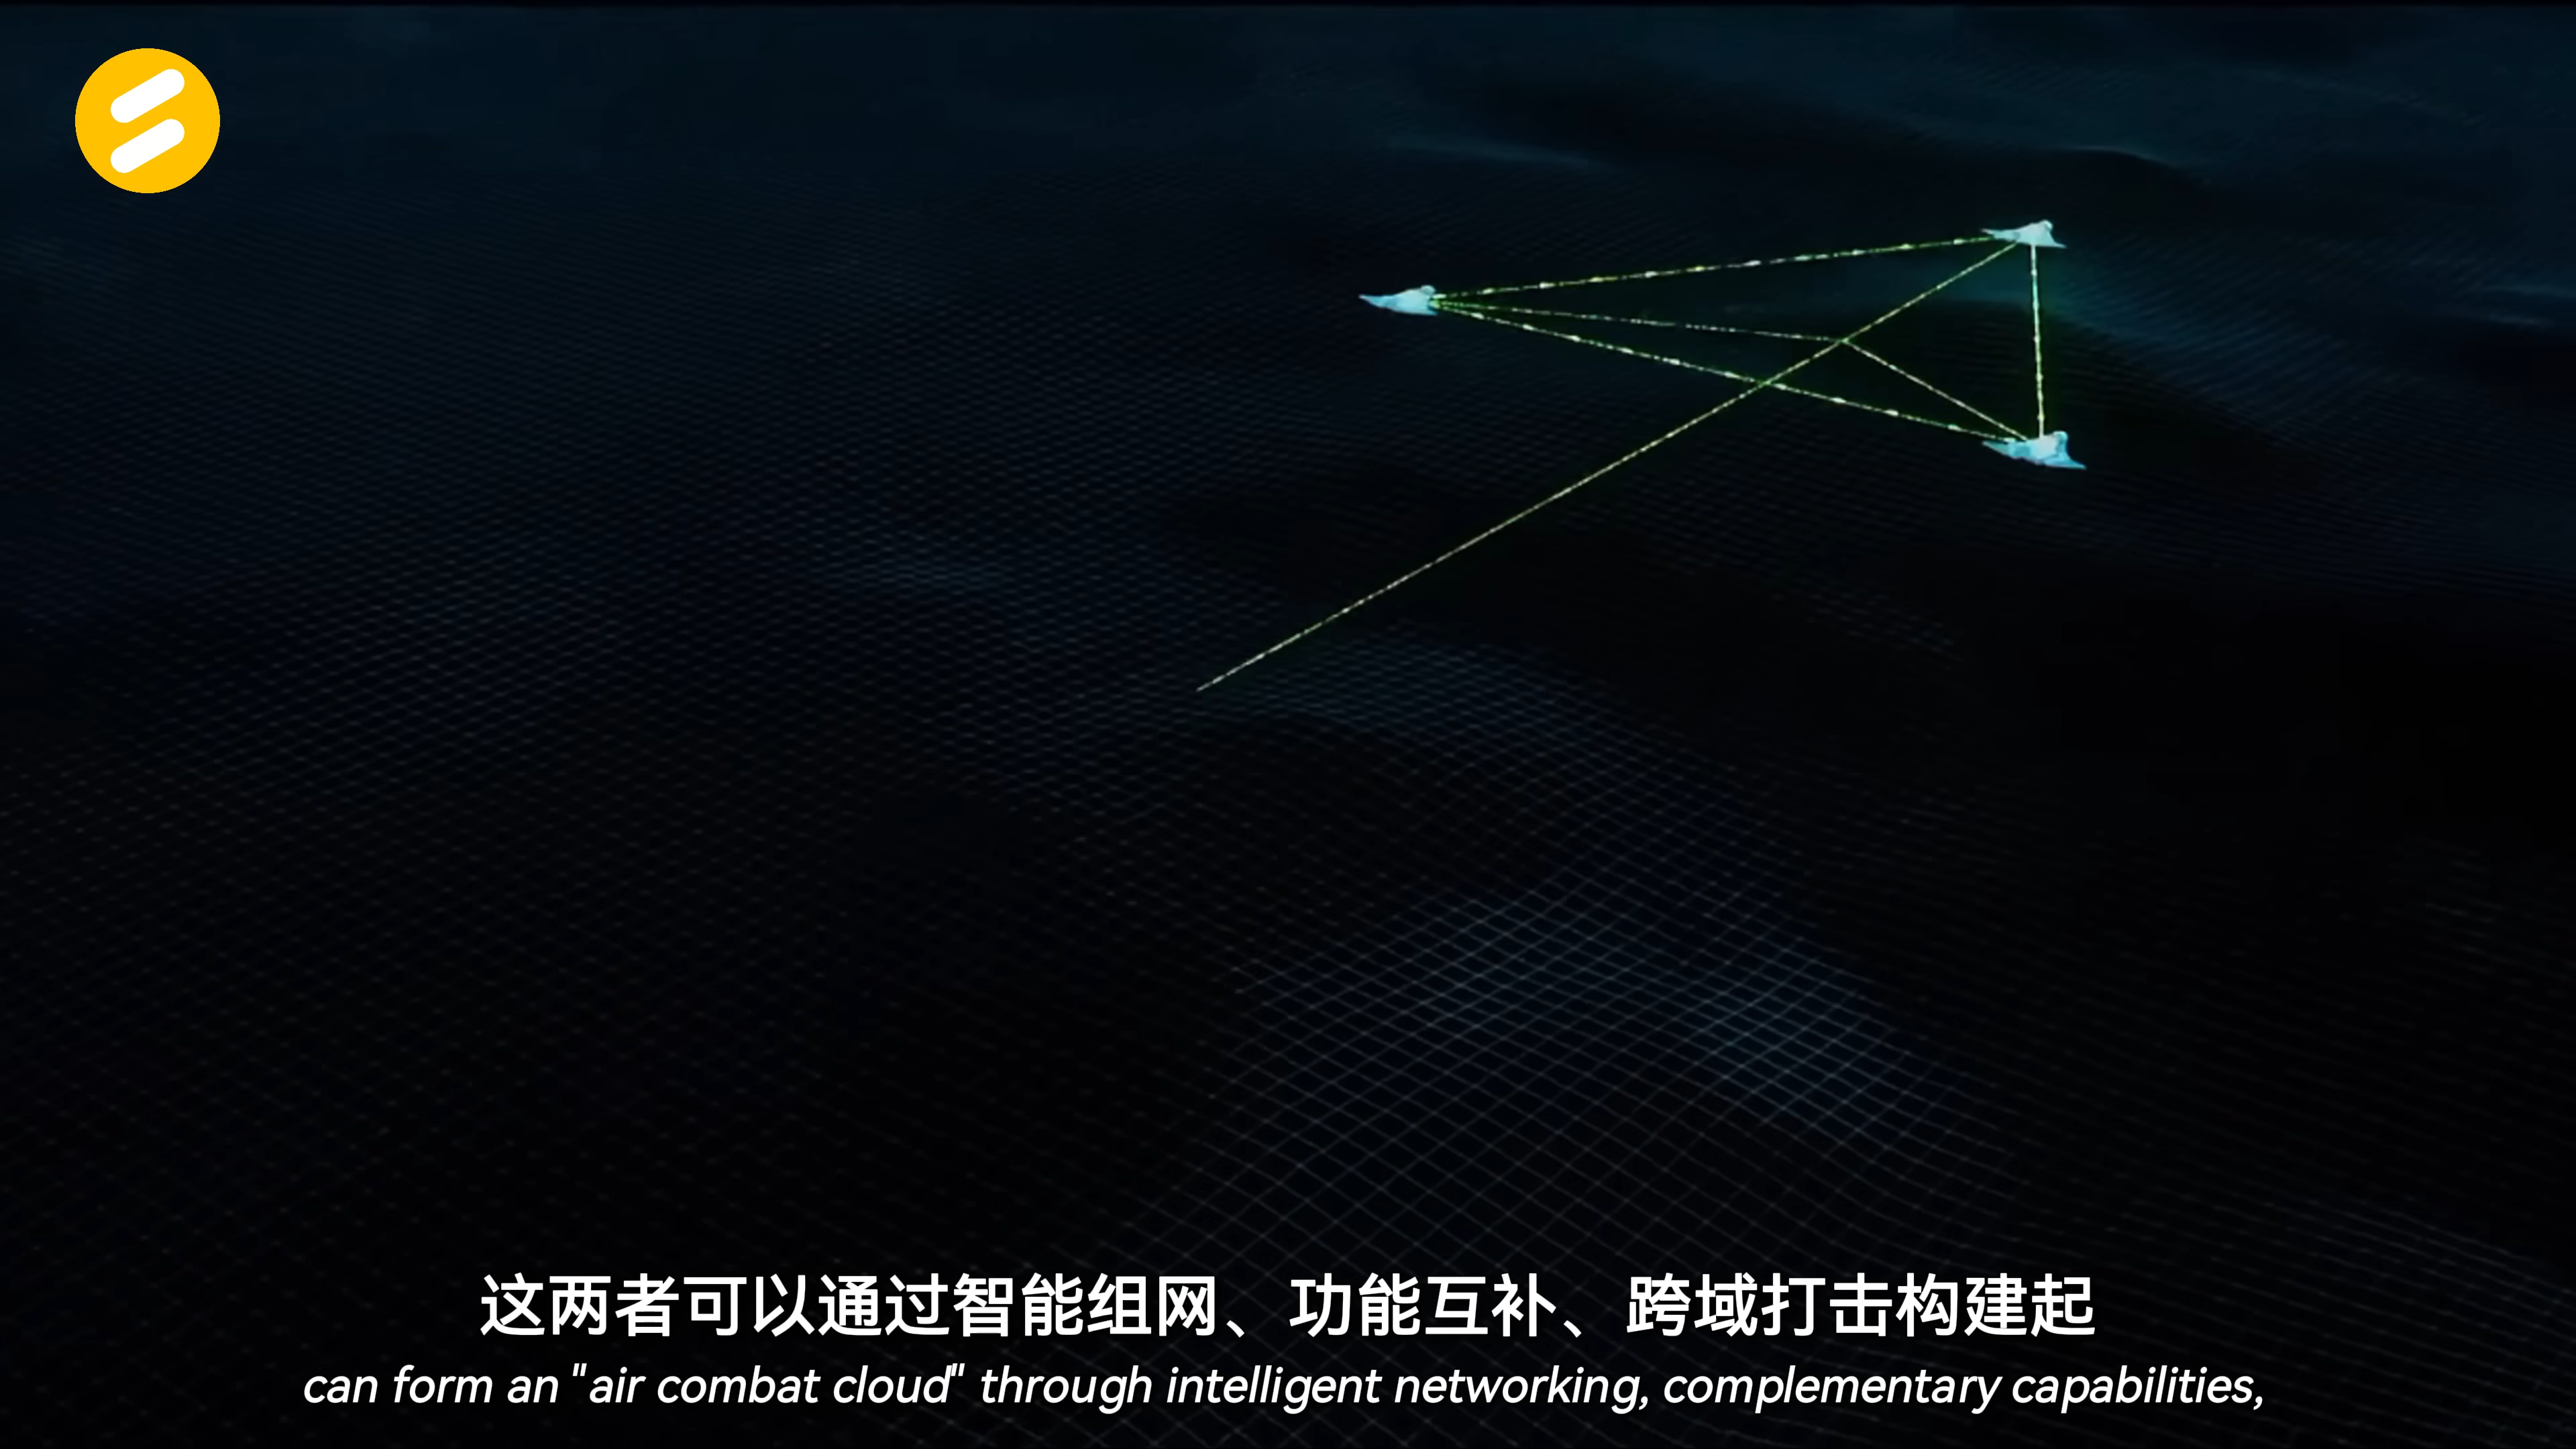 这两者可以通过智能组网、功能互补、跨域打击构建起
can form an "air combat cloud" through intelligent networking, complementary capabilities,